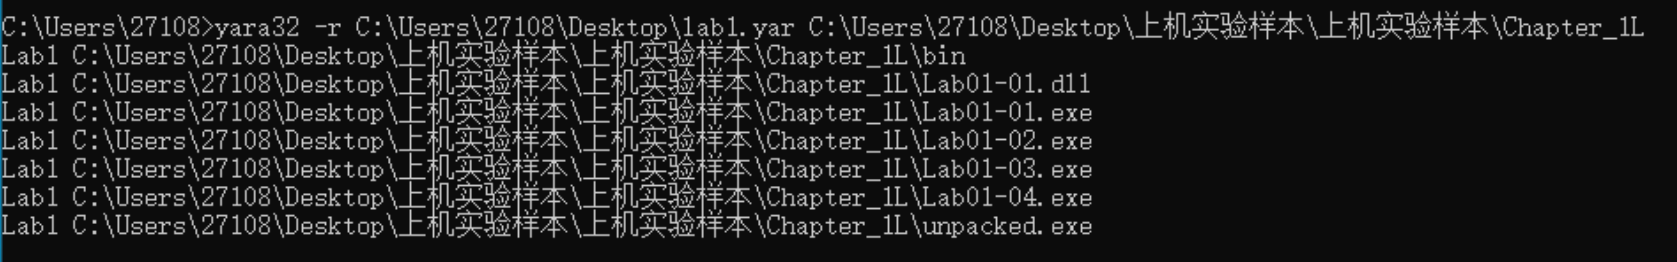 C:\Users\27108>yara32 -r C:\Users\27108\Desktop\lab1.yar C:\Users\27108\Desktop\上机实验样本\上机实验样本\Chapter_1L
Lab1 C:\Users\27108\Desktop\上机实验样本\上机实验样本\Chapter_1L\bin
Lab1 C:\Users\27108\Desktop\上机实验样本\上机实验样本\Chapter_1L\Lab01-01.dll
Lab1 C:\Users\27108\Desktop\上机实验样本\上机实验样本\Chapter_1L\Lab01-01.exe
Lab1 C:\Users\27108\Desktop\上机实验样本\上机实验样本\Chapter_1L\Lab01-02.exe
Lab1 C:\Users\27108\Desktop\上机实验样本\上机实验样本\Chapter_1L\Lab01-03.exe
Lab1 C:\Users\27108\Desktop\上机实验样本\上机实验样本\Chapter_1L\Lab01-04.exe
Lab1 C:\Users\27108\Desktop\上机实验样本\上机实验样本\Chapter_1L\unpacked.exe